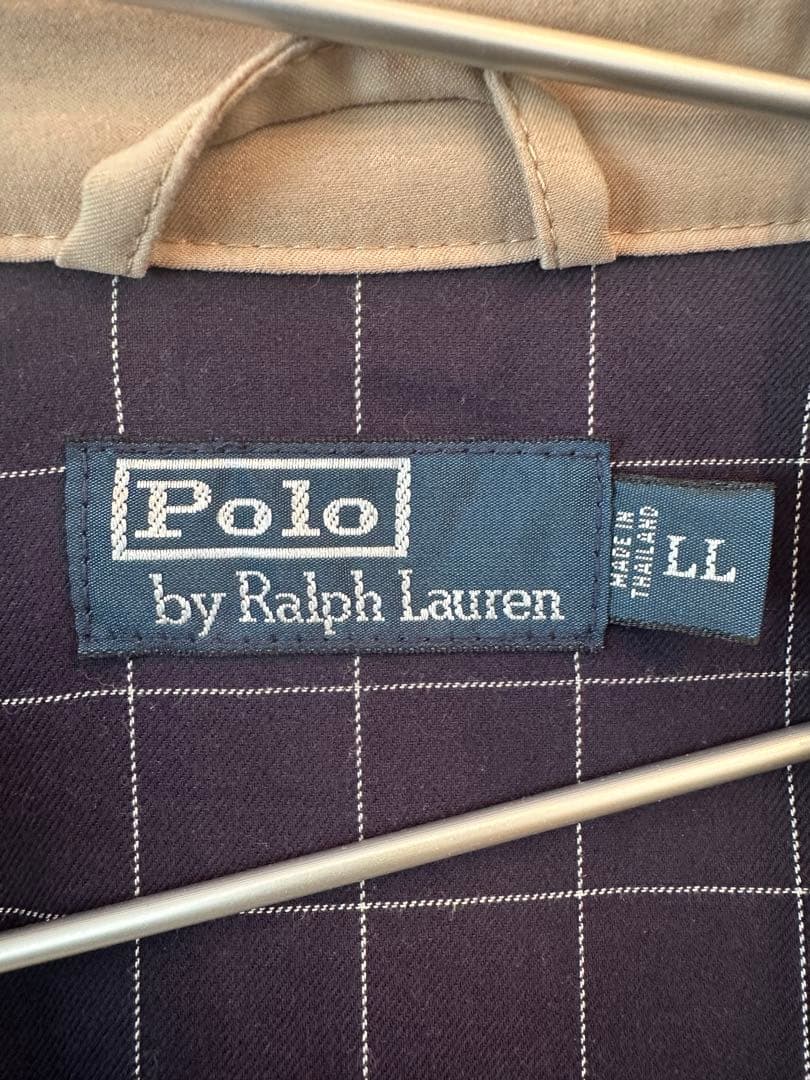 Polo
by Ralph Lauren
MADE IN
THAILAND
LL